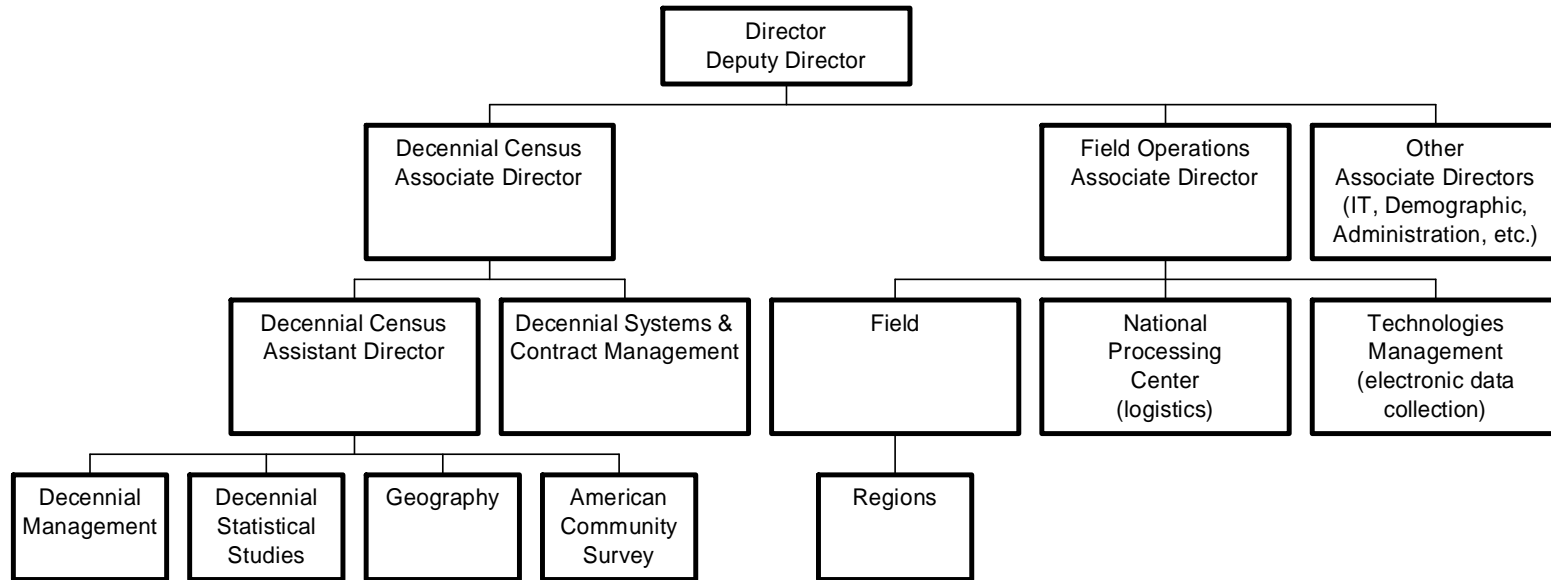 Director
Deputy Director
Decennial Census
Associate Director
Field Operations
Associate Director
Other
Associate Directors
(IT, Demographic,
Administration, etc.)
Decennial Census
Assistant Director
Decennial Systems &
Contract Management
Field
National
Processing
Center
(logistics)
Technologies
Management
(electronic data
collection)
Decennial
Management
Decennial
Statistical
Studies
Geography
American
Community
Survey
Regions